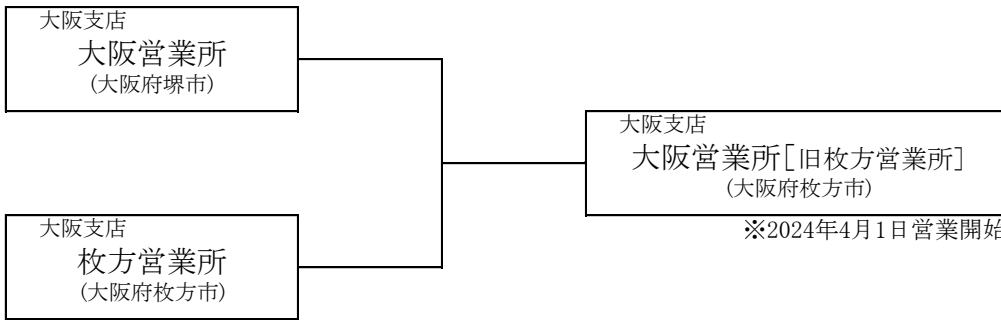 大阪支店
大阪営業所
(大阪府堺市)
大阪支店
枚方営業所
(大阪府枚方市)
大阪支店
大阪営業所[旧枚方営業所]
(大阪府枚方市)
※2024年4月1日営業開始